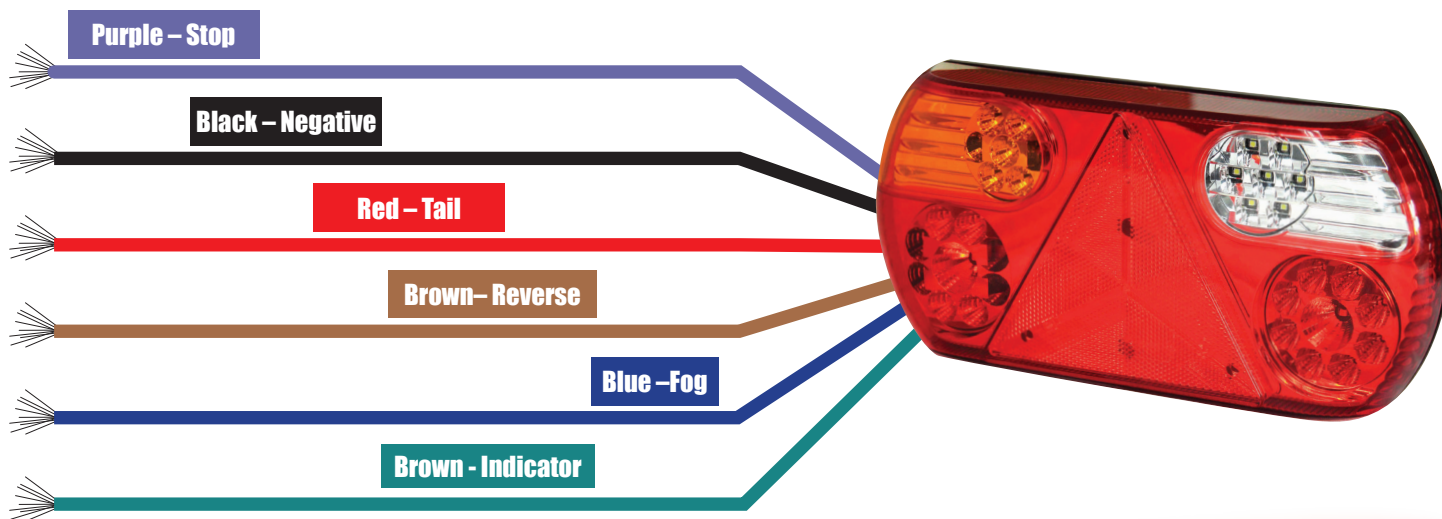 Purple – Stop
Black – Negative
Red – Tail
Brown– Reverse
Blue –Fog
Brown - Indicator